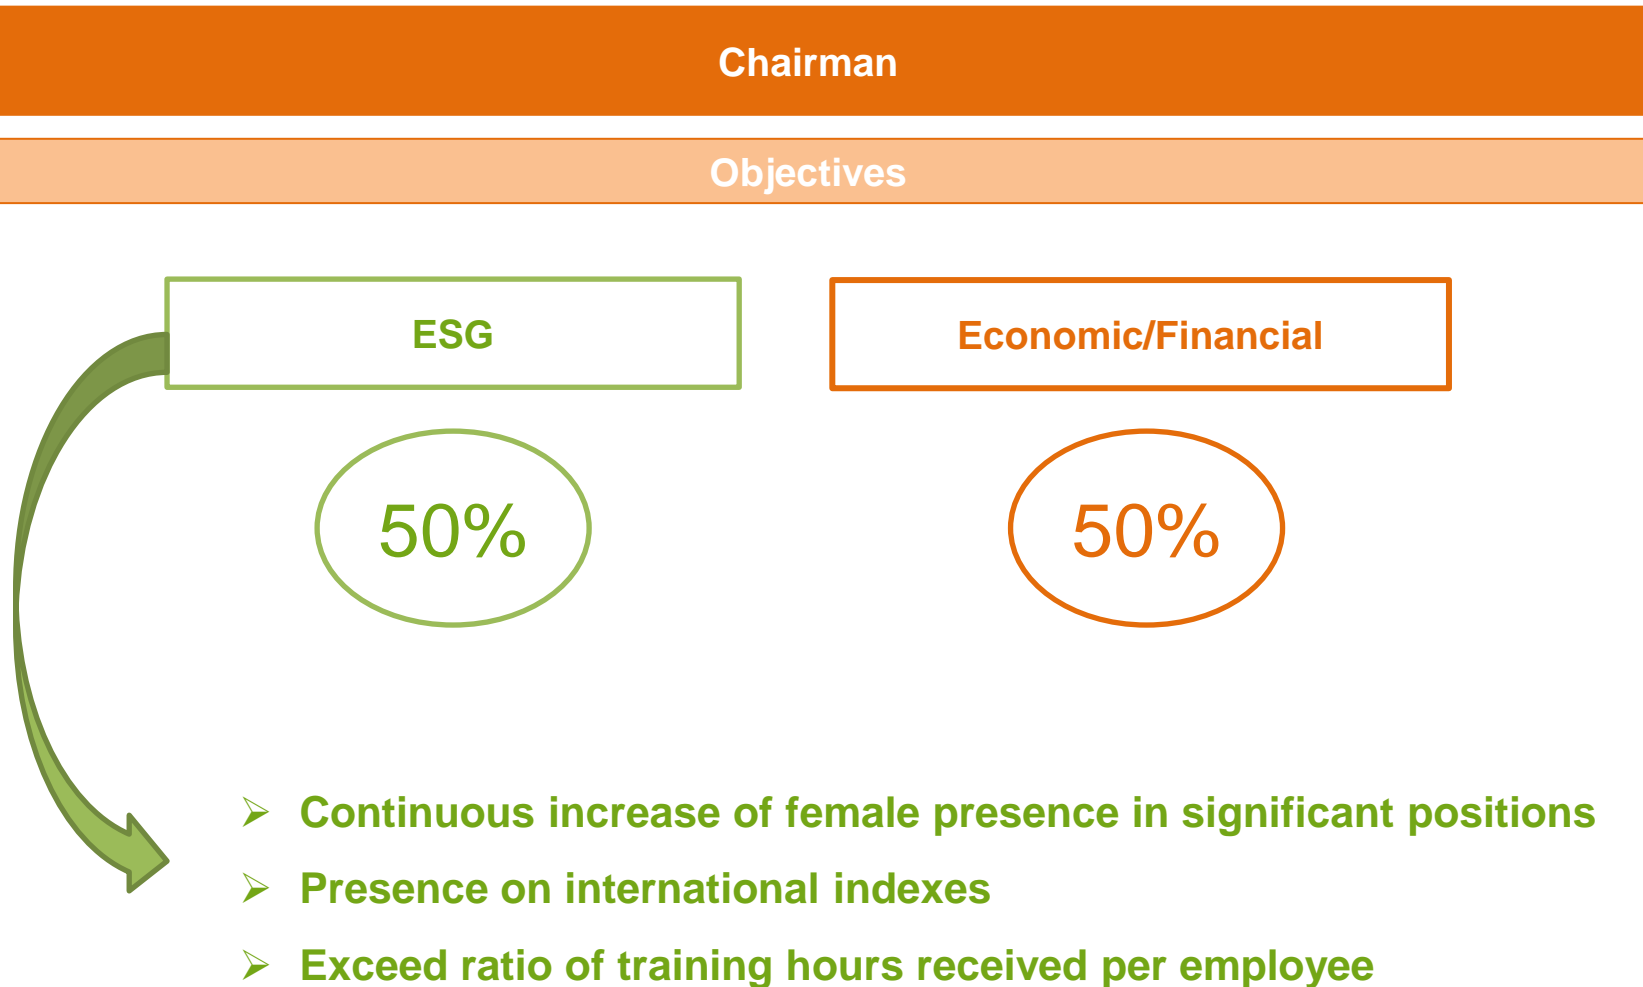 Chairman
Objectives
ESG
Economic/Financial
50%
50%
Continuous increase of female presence in significant positions
Presence on international indexes
Exceed ratio of training hours received per employee